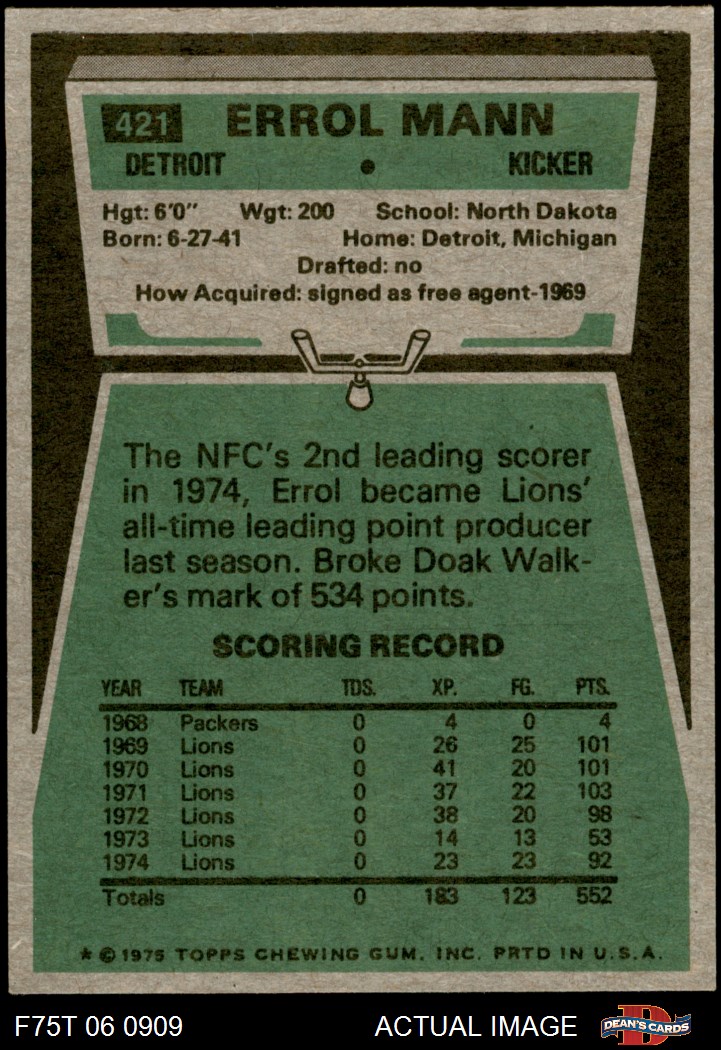 421 ERROL MANN
DETROIT • KICKER
Hgt: 6'0" Wgt: 200 School: North Dakota
Born: 6-27-41 Home: Detroit, Michigan
Drafted: no
How Acquired: signed as free agent-1969
The NFC's 2nd leading scorer
in 1974, Errol became Lions'
all-time leading point producer
last season. Broke Doak Walk-
er's mark of 534 points.
SCORING RECORD
YEAR TEAM TDS. XP. FG. PTS.
1968 Packers 0 4 0 4
1969 Lions 0 26 25 101
1970 Lions 0 41 20 101
1971 Lions 0 37 22 103
1972 Lions 0 38 20 98
1973 Lions 0 14 13 53
1974 Lions 0 23 23 92
Totals 0 183 123 552
* © 1975 TOPPS CHEWING GUM, INC. PRTD IN U.S.A.
F75T 06 0909 ACTUAL IMAGE D DEAN'S CARDS